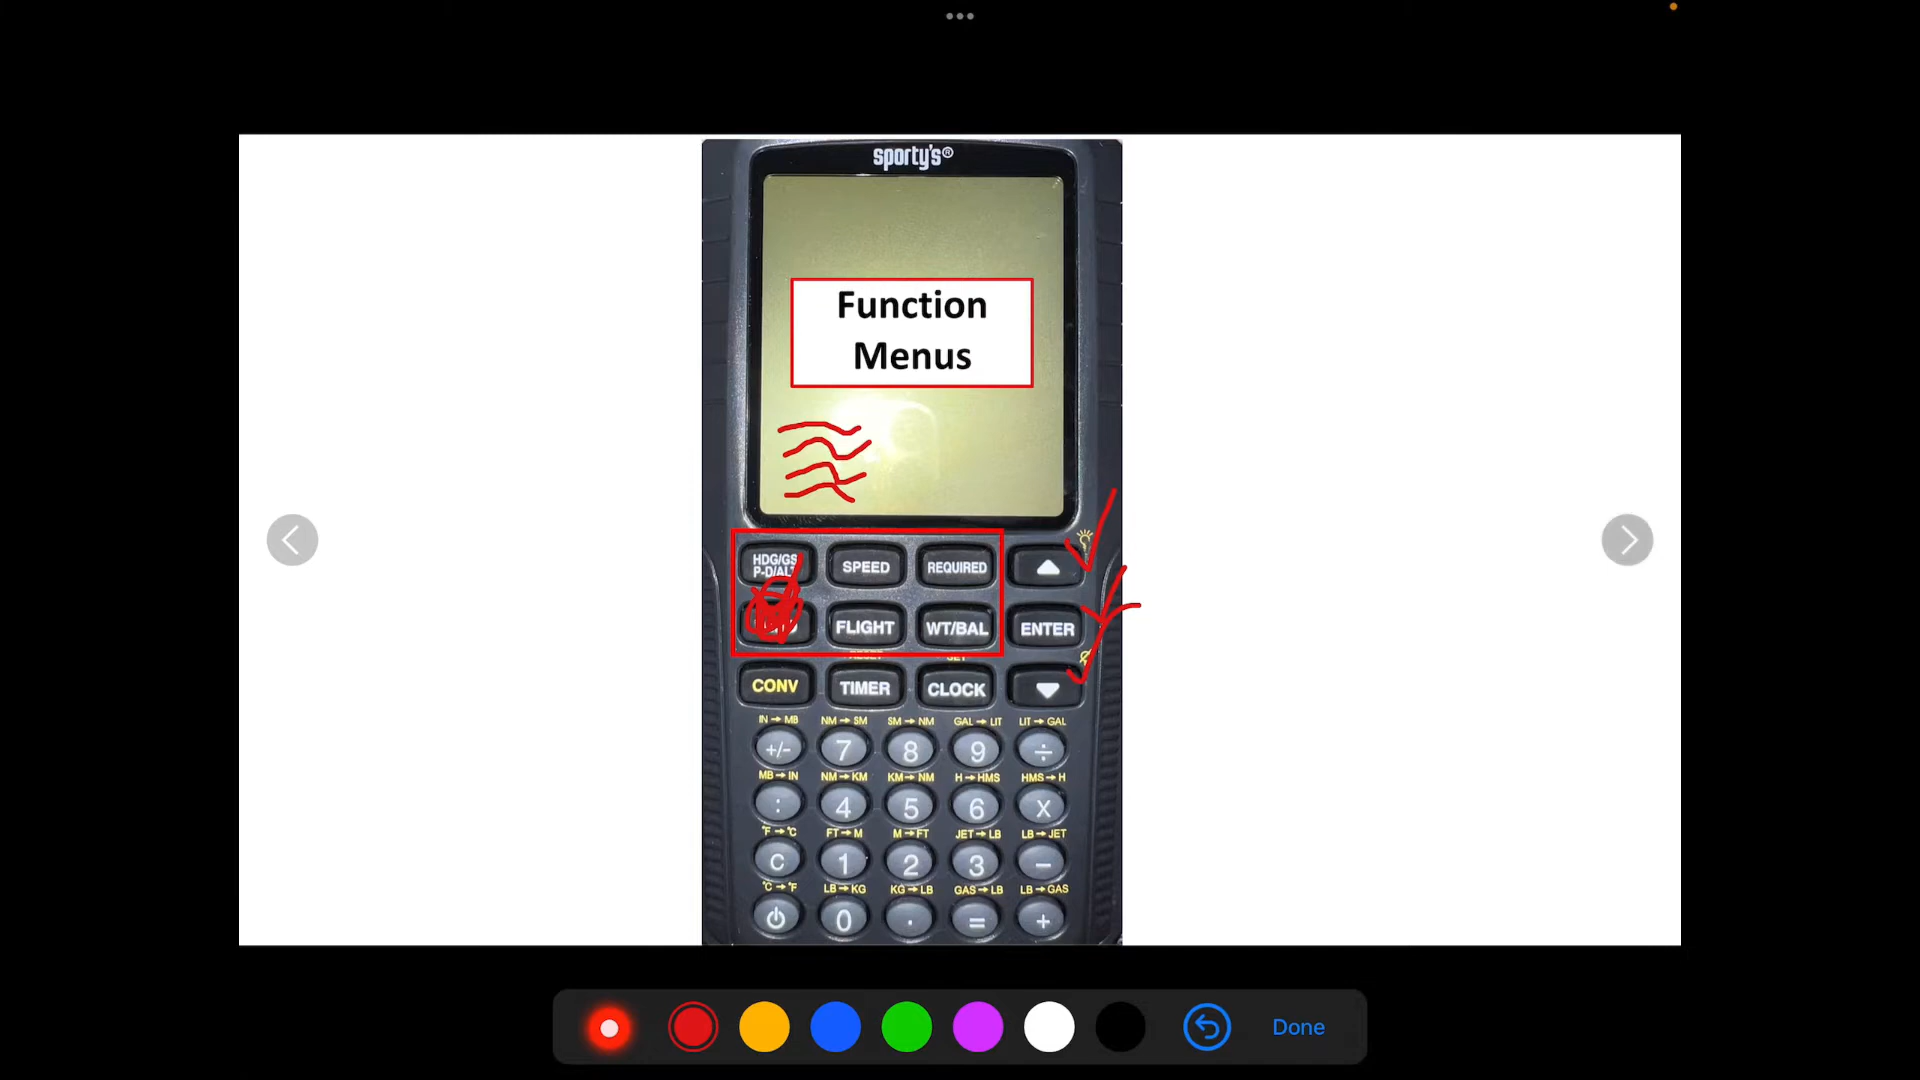 sporty's®
Function
Menus
HDG/GS SPEED REQUIRED
P-D/ALT
FLIGHT WT/BAL ENTER
CONV TIMER CLOCK
IN→MB NM→SM SM→NM GAL→LIT LIT→GAL
+/- 7 8 9 ÷
MB→IN NM→KM KM→NM H→HMS HMS→H
: 4 5 6 X
°F→°C FT→M M→FT JET→LB LB→JET
C 1 2 3 −
°C→°F LB→KG KG→LB GAS→LB LB→GAS
0 . = +
Done